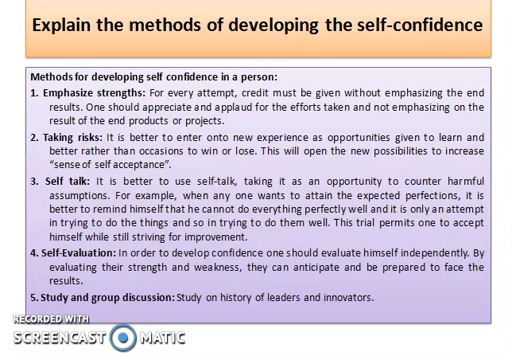 Explain the methods of developing the self-confidence
Methods for developing self confidence in a person:
1. Emphasize strengths: For every attempt, credit must be given without emphasizing the end
results. One should appreciate and applaud for the efforts taken and not emphasizing on the
result of the end products or projects.
2. Taking risks: It is better to enter onto new experience as opportunities given to learn and
better rather than occasions to win or lose. This will open the new possibilities to increase
“sense of self acceptance”.
3. Self talk: It is better to use self-talk, taking it as an opportunity to counter harmful
assumptions. For example, when any one wants to attain the expected perfections, it is
better to remind himself that he cannot do everything perfectly well and it is only an attempt
in trying to do the things and so in trying to do them well. This trial permits one to accept
himself while still striving for improvement.
4. Self-Evaluation: In order to develop confidence one should evaluate himself independently. By
evaluating their strength and weakness, they can anticipate and be prepared to face the
results.
5. Study and group discussion: Study on history of leaders and innovators.
RECORDED WITH
SCREENCAST MATIC